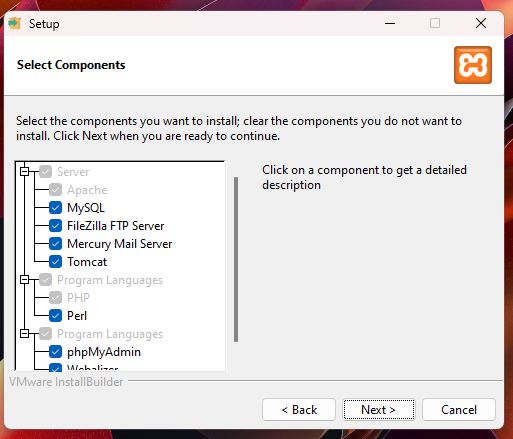 Setup
Select Components
Select the components you want to install; clear the components you do not want to
install. Click Next when you are ready to continue.
Server
Apache
MySQL
FileZilla FTP Server
Mercury Mail Server
Tomcat
Program Languages
PHP
Perl
Program Languages
phpMyAdmin
Webalizer
Click on a component to get a detailed
description
VMware InstallBuilder
< Back
Next >
Cancel